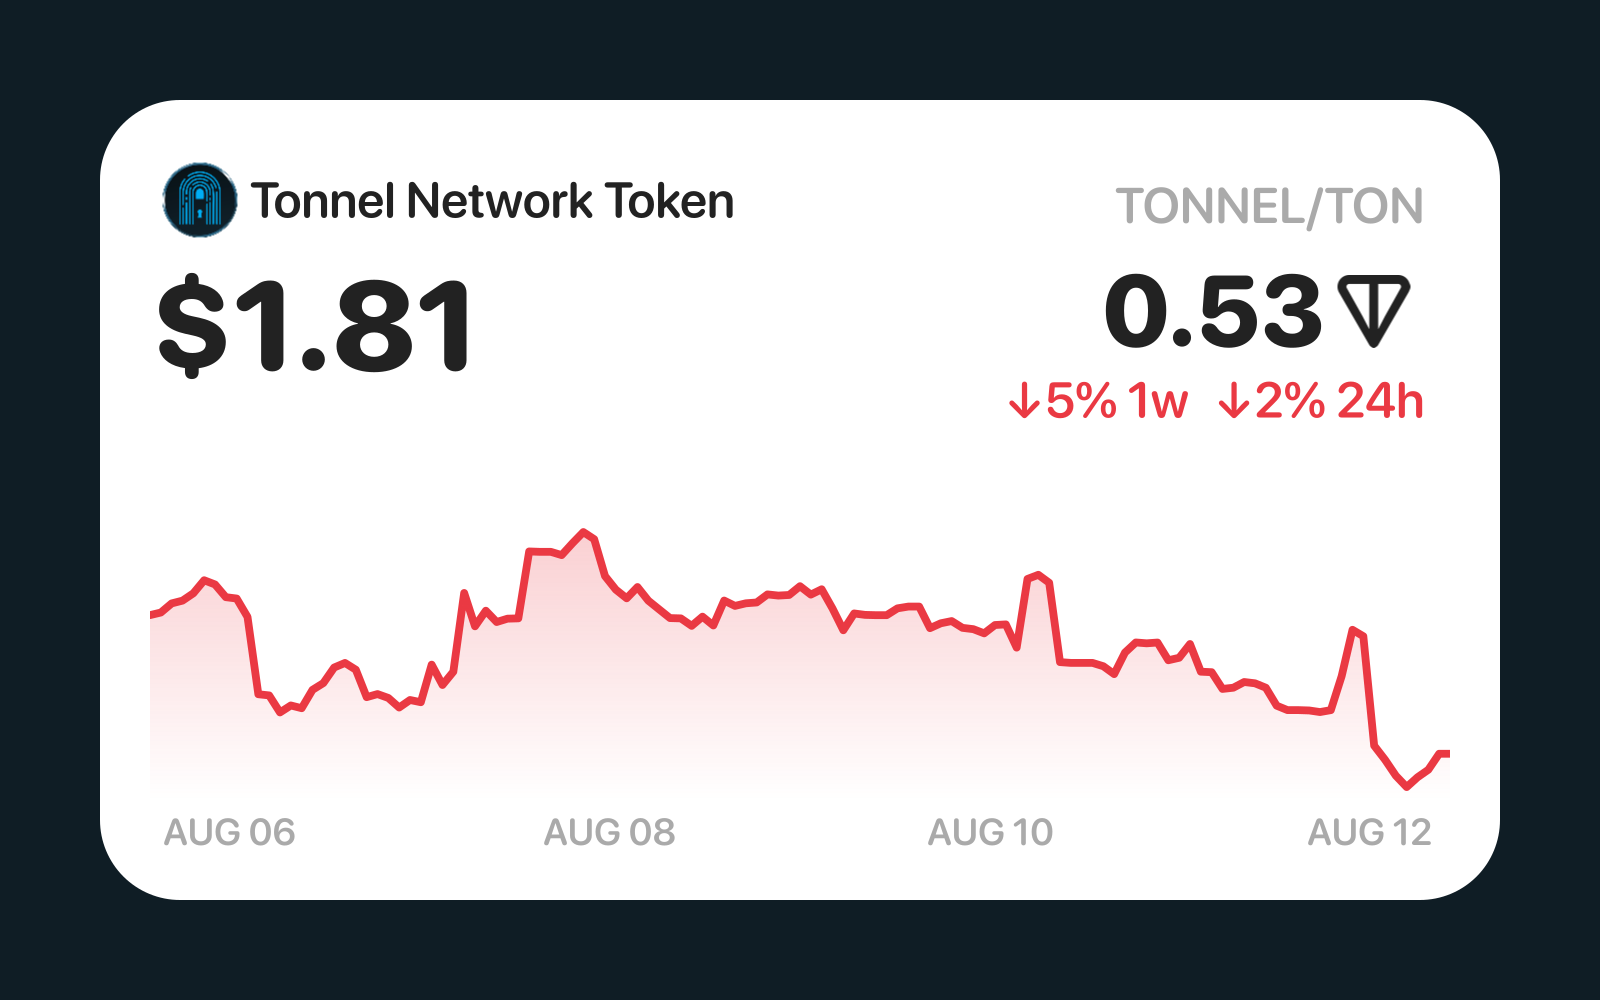 Tonnel Network Token
TONNEL/TON
$1.81
0.53
↓5% 1w ↓2% 24h
AUG 06 AUG 08 AUG 10 AUG 12